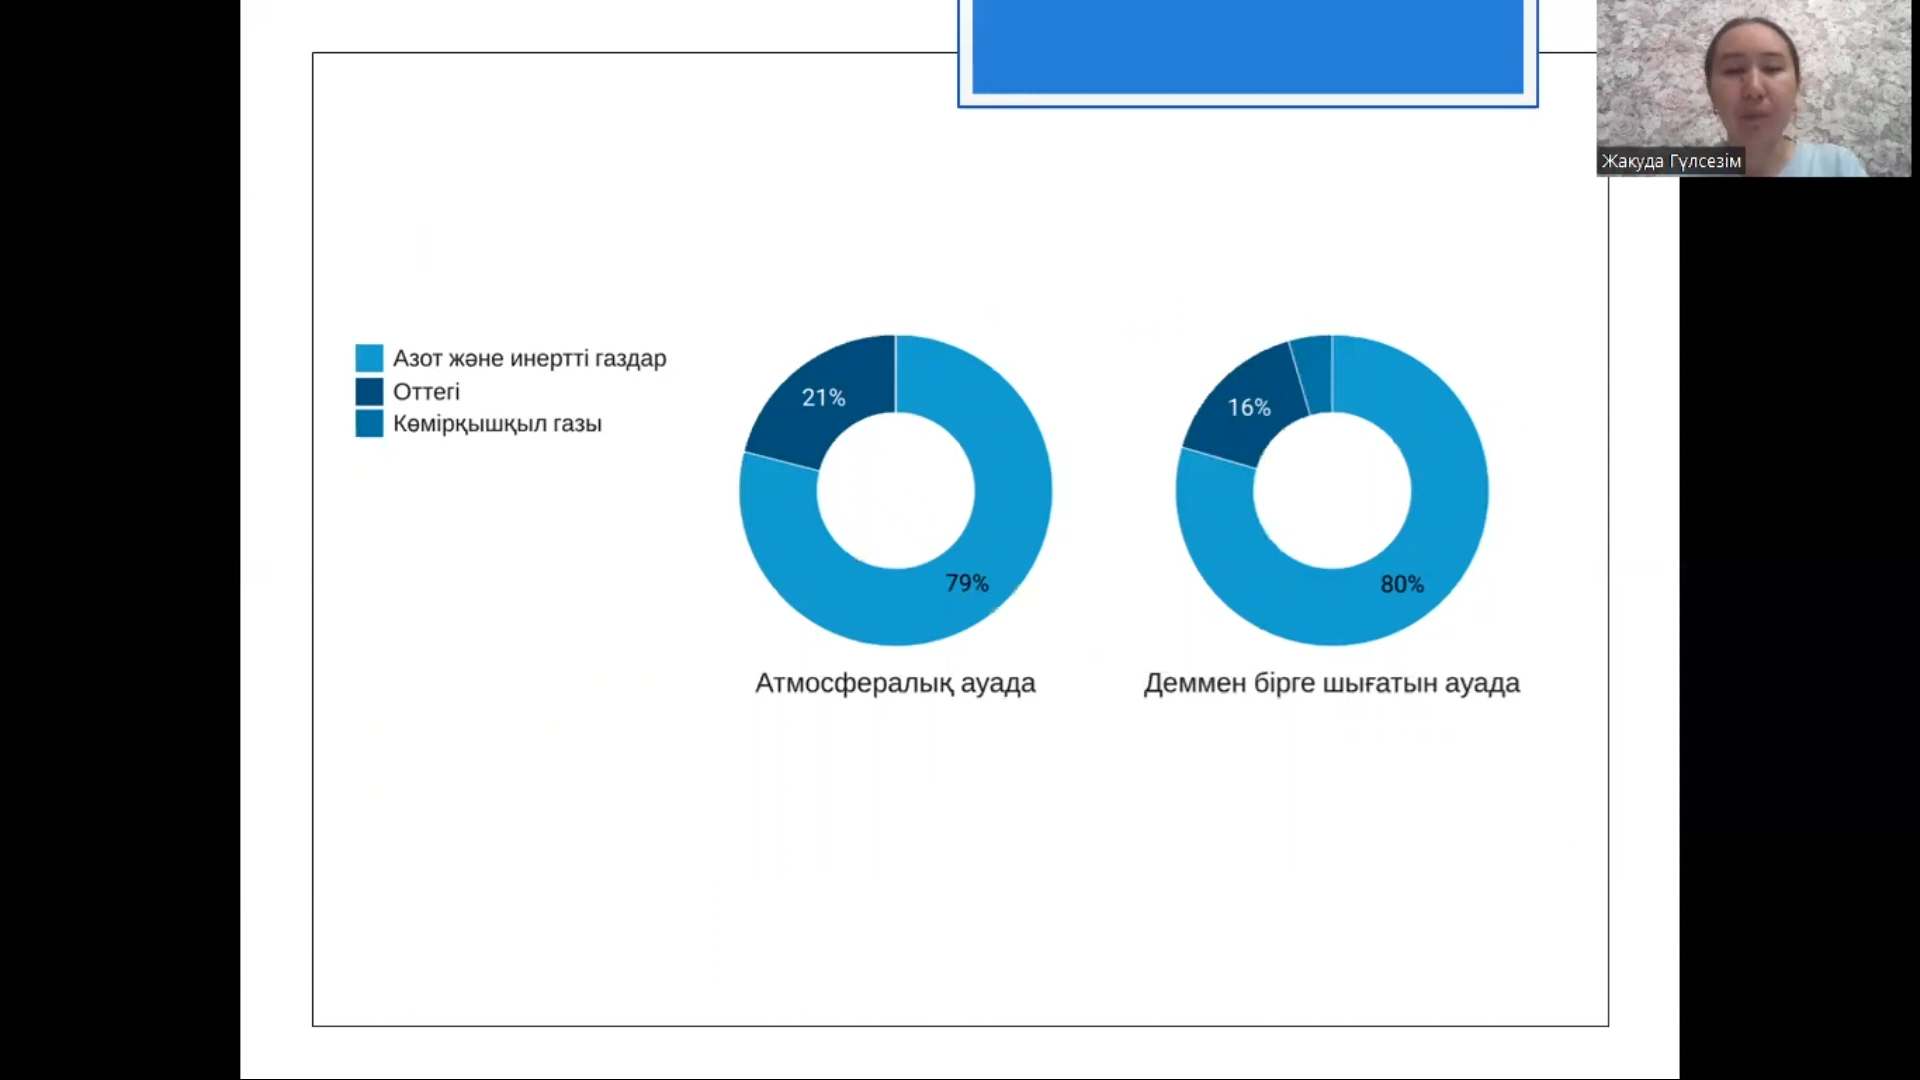 Жакуда Гүлсезім
Азот және инертті газдар
Оттегі
Көмірқышқыл газы
21%
79%
16%
80%
Атмосфералық ауада
Деммен бірге шығатын ауада